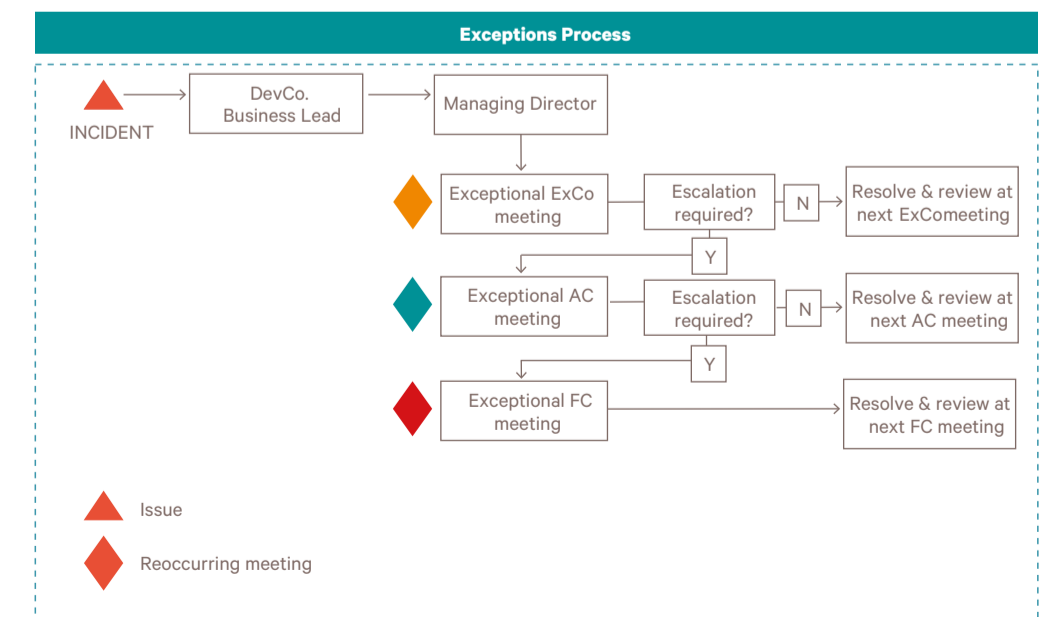 Exceptions Process
DevCo.
Business Lead
INCIDENT
Managing Director
Exceptional ExCo
meeting
Escalation
required?
N
Resolve & review at
next ExComeeting
Y
Exceptional AC
meeting
Escalation
required?
N
Resolve & review at
next AC meeting
Y
Exceptional FC
meeting
Resolve & review at
next FC meeting
Issue
Reoccurring meeting